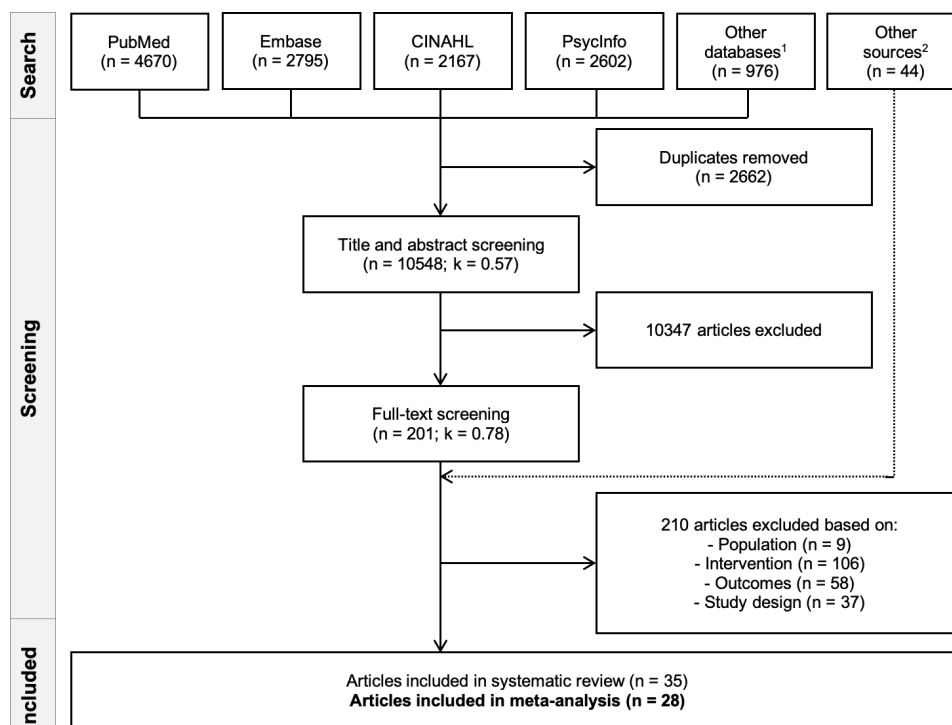 Search
PubMed
(n = 4670)
Embase
(n = 2795)
CINAHL
(n = 2167)
PsycInfo
(n = 2602)
Other
databases¹
(n = 976)
Other
sources²
(n = 44)
Screening
Duplicates removed
(n = 2662)
Title and abstract screening
(n = 10548; k = 0.57)
10347 articles excluded
Full-text screening
(n = 201; k = 0.78)
210 articles excluded based on:
- Population (n = 9)
- Intervention (n = 106)
- Outcomes (n = 58)
- Study design (n = 37)
ncluded
Articles included in systematic review (n = 35)
Articles included in meta-analysis (n = 28)